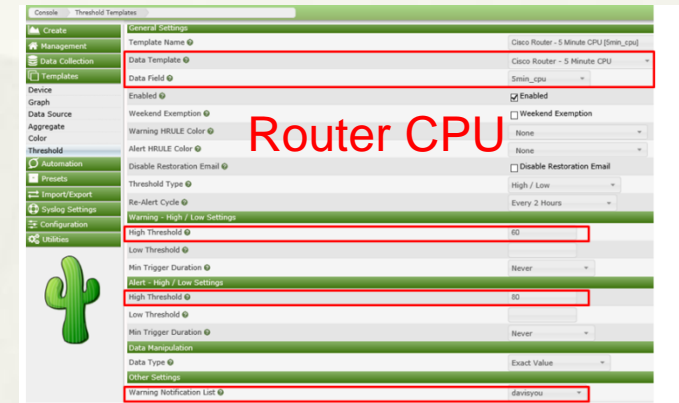 Console Threshold Templates
Create
Management
Data Collection
Templates
Device
Graph
Data Source
Aggregate
Color
Threshold
Automation
Presets
Import/Export
Syslog Settings
Configuration
Utilities
General Settings
Template Name Cisco Router - 5 Minute CPU [5min_cpu]
Data Template Cisco Router - 5 Minute CPU
Data Field 5min_cpu
Enabled Enabled
Weekend Exemption Weekend Exemption
Router CPU
Warning HRULE Color None
Alert HRULE Color None
Disable Restoration Email Disable Restoration Email
Threshold Type High / Low
Re-Alert Cycle Every 2 Hours
Warning - High / Low Settings
High Threshold 60
Low Threshold
Min Trigger Duration Never
Alert - High / Low Settings
High Threshold 80
Low Threshold
Min Trigger Duration Never
Data Manipulation
Data Type Exact Value
Other Settings
Warning Notification List davisyou